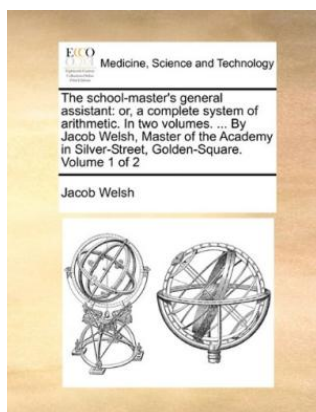 ECCO
Medicine, Science and Technology
The school-master's general
assistant: or, a complete system of
arithmetic. In two volumes. ... By
Jacob Welsh, Master of the Academy
in Silver-Street, Golden-Square.
Volume 1 of 2
Jacob Welsh